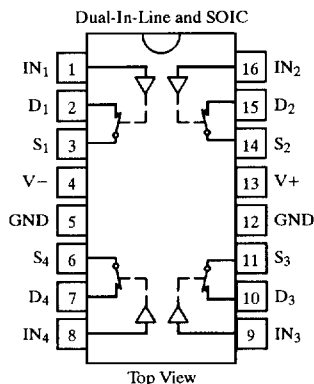 Dual-In-Line and SOIC
IN1 1 16 IN2
D1 2 15 D2
S1 3 14 S2
V− 4 13 V+
GND 5 12 GND
S4 6 11 S3
D4 7 10 D3
IN4 8 9 IN3
Top View